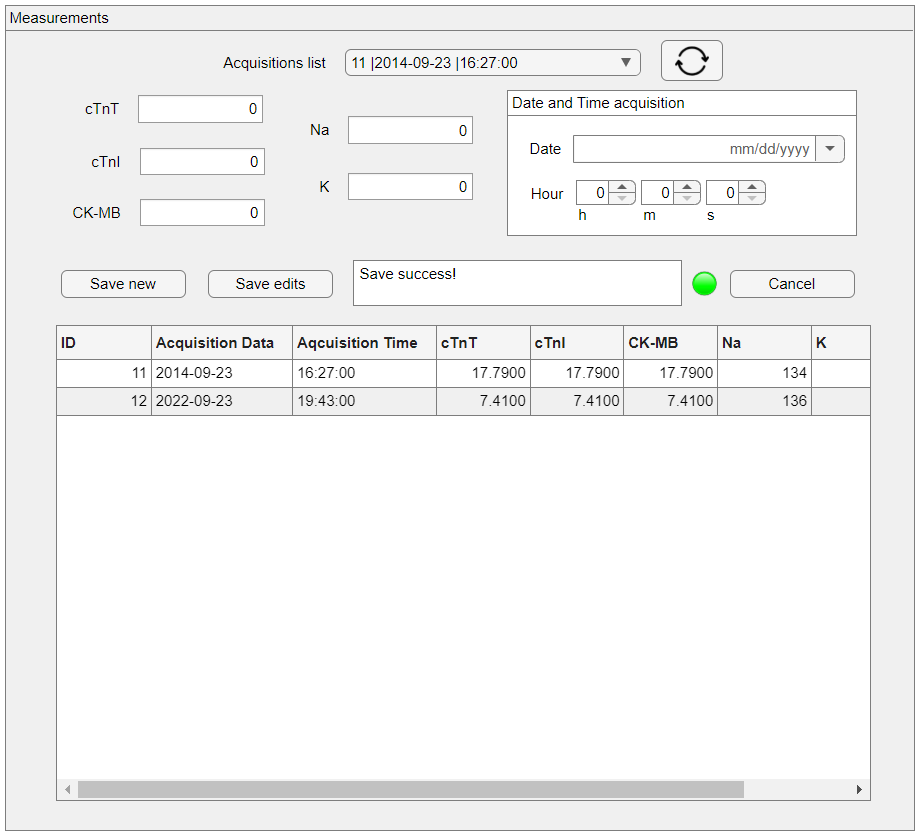 Measurements
Acquisitions list 11 |2014-09-23 |16:27:00
cTnT 0
Na 0
cTnI 0
K 0
CK-MB 0
Date and Time acquisition
Date mm/dd/yyyy
Hour 0 0 0
h m s
Save new Save edits Save success! Cancel
ID Acquisition Data Aqcuisition Time cTnT cTnI CK-MB Na K
11 2014-09-23 16:27:00 17.7900 17.7900 17.7900 134
12 2022-09-23 19:43:00 7.4100 7.4100 7.4100 136